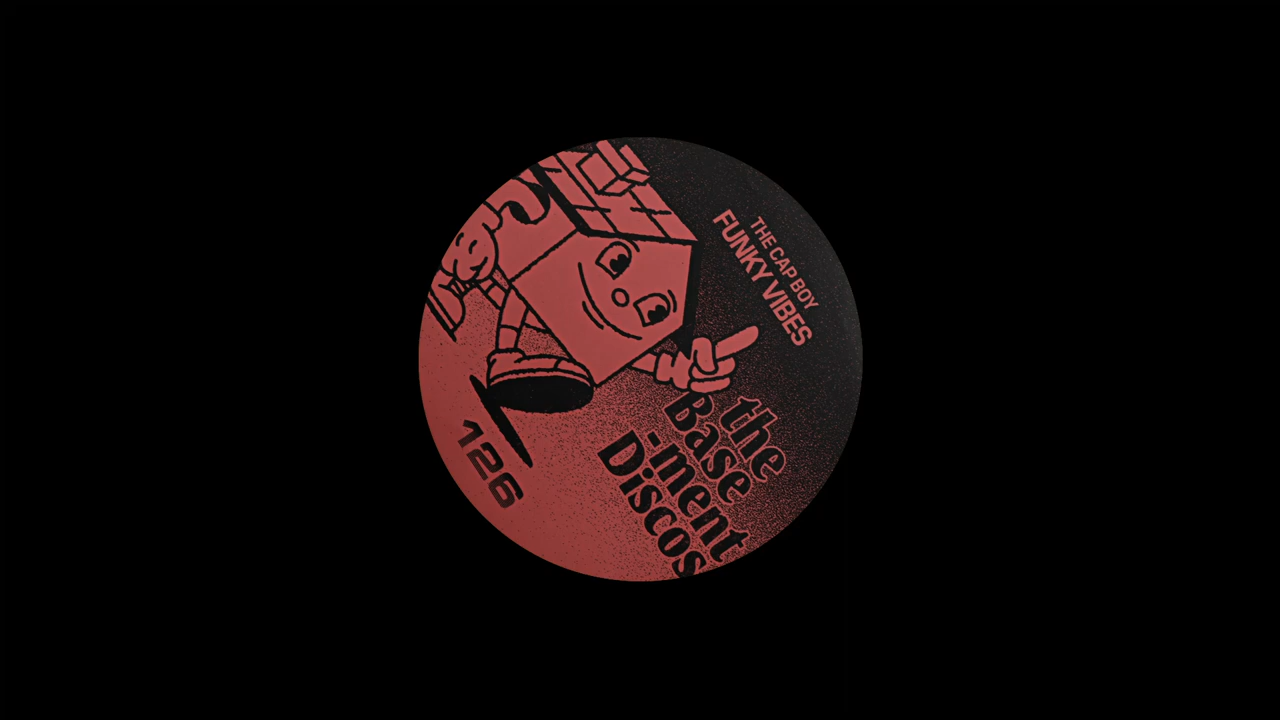 THE CAP BOY
FUNKY VIBES
the
Base
-ment
Discos
126